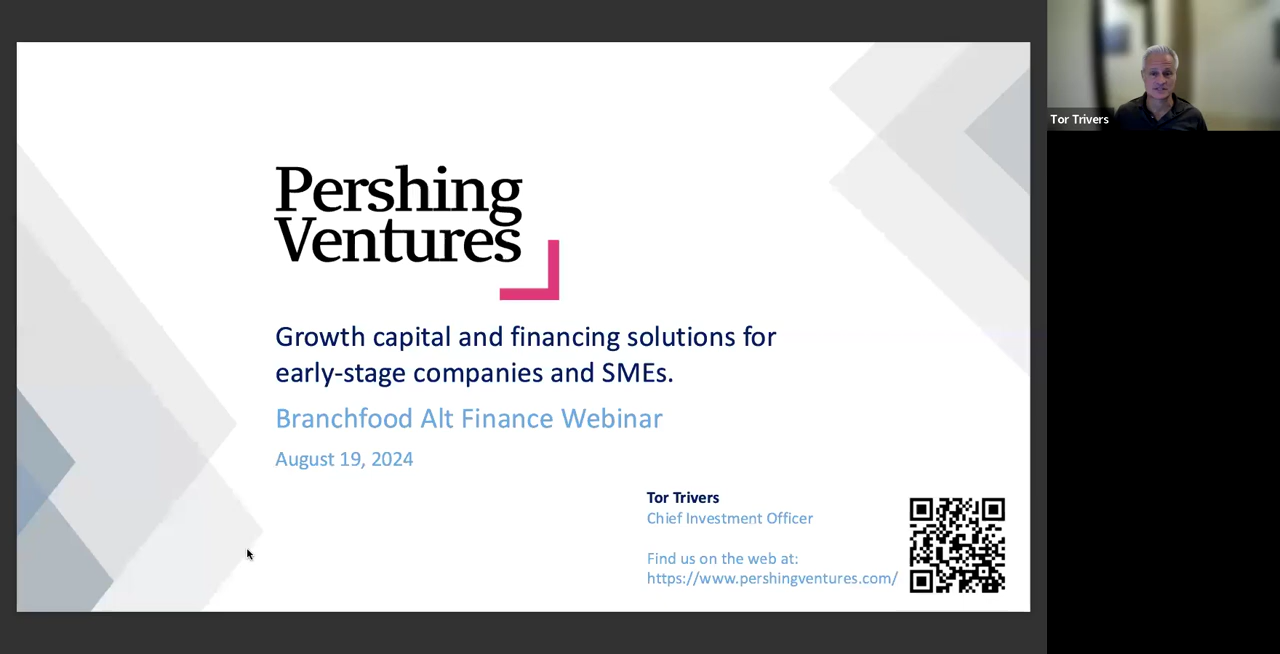 Pershing
Ventures
Growth capital and financing solutions for
early-stage companies and SMEs.
Branchfood Alt Finance Webinar
August 19, 2024
Tor Trivers
Chief Investment Officer
Find us on the web at:
https://www.pershingventures.com/
Tor Trivers